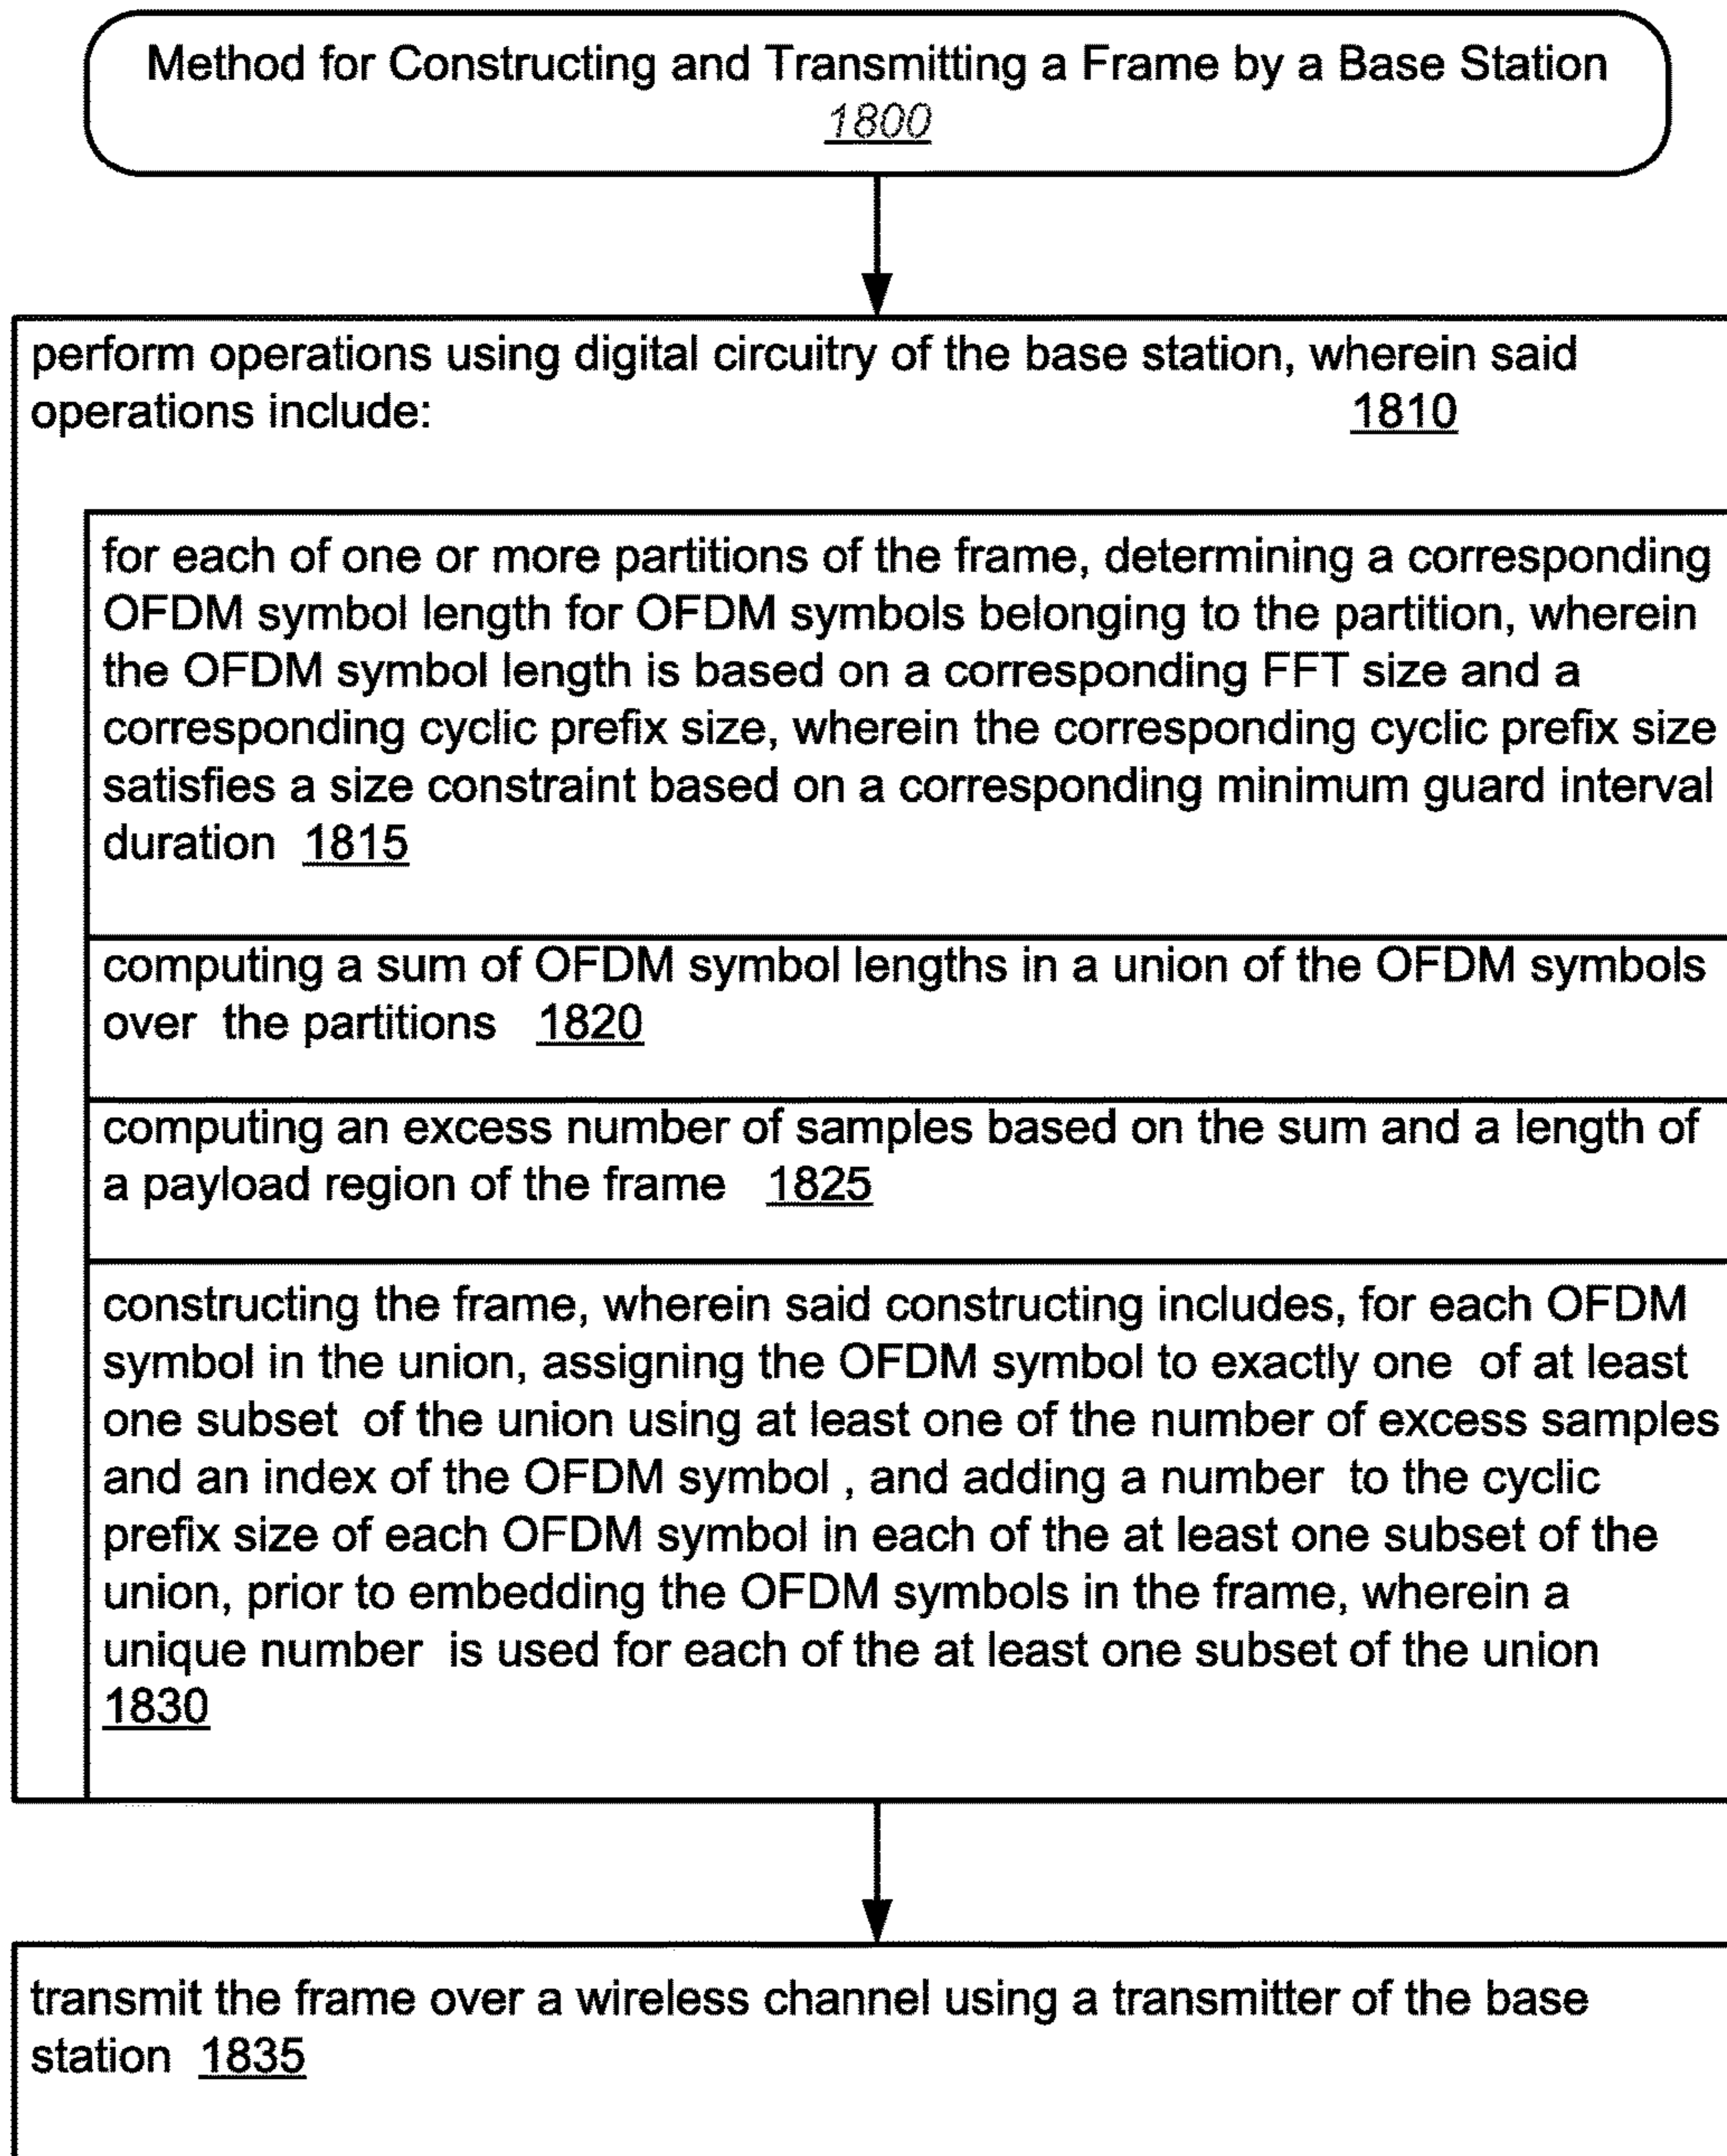 Method for Constructing and Transmitting a Frame by a Base Station
1800
perform operations using digital circuitry of the base station, wherein said
operations include: 1810
for each of one or more partitions of the frame, determining a corresponding
OFDM symbol length for OFDM symbols belonging to the partition, wherein
the OFDM symbol length is based on a corresponding FFT size and a
corresponding cyclic prefix size, wherein the corresponding cyclic prefix size
satisfies a size constraint based on a corresponding minimum guard interval
duration 1815
computing a sum of OFDM symbol lengths in a union of the OFDM symbols
over the partitions 1820
computing an excess number of samples based on the sum and a length of
a payload region of the frame 1825
constructing the frame, wherein said constructing includes, for each OFDM
symbol in the union, assigning the OFDM symbol to exactly one of at least
one subset of the union using at least one of the number of excess samples
and an index of the OFDM symbol , and adding a number to the cyclic
prefix size of each OFDM symbol in each of the at least one subset of the
union, prior to embedding the OFDM symbols in the frame, wherein a
unique number is used for each of the at least one subset of the union
1830
transmit the frame over a wireless channel using a transmitter of the base
station 1835